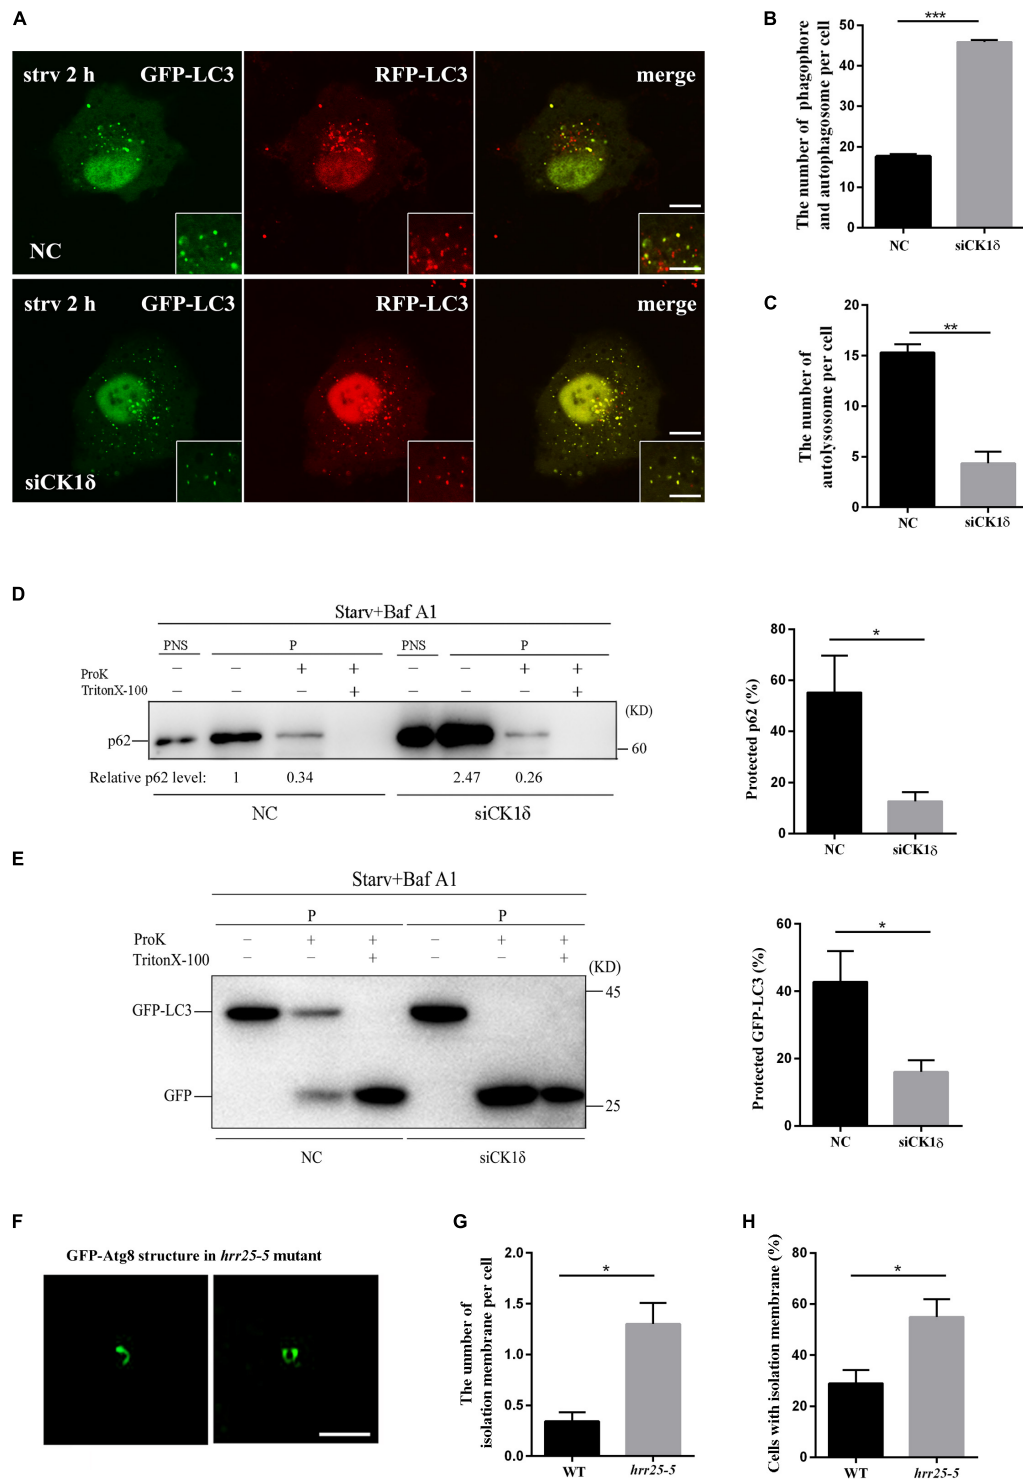 A
strv 2 h GFP-LC3 RFP-LC3 merge
NC
strv 2 h GFP-LC3 RFP-LC3 merge
siCK1δ
B
***
The number of phagophore
and autophagosome per cell
50
40
30
20
10
0
NC siCK1δ
C
**
The number of
autolysosome per cell
20
15
10
5
0
NC siCK1δ
D
Starv+Baf A1
PNS P PNS P
ProK − − + + − − + +
TritonX-100 − − − + − − − +
(KD)
p62
60
Relative p62 level: 1 0.34 2.47 0.26
NC siCK1δ
*
Protected p62 (%)
80
60
40
20
0
NC siCK1δ
E
Starv+Baf A1
P P
ProK − + + − + +
TritonX-100 − − + − − +
(KD)
45
GFP-LC3
GFP
25
NC siCK1δ
*
Protected GFP-LC3 (%)
60
40
20
0
NC siCK1δ
F
GFP-Atg8 structure in hrr25-5 mutant
G
*
The unmber of
isolation membrane per cell
2.0
1.5
1.0
0.5
0.0
WT hrr25-5
H
*
Cells with isolation membrane (%)
80
60
40
20
0
WT hrr25-5